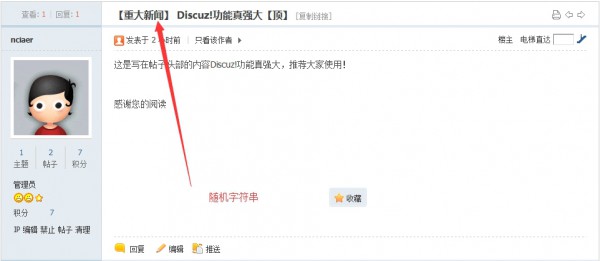 查看: 1 | 回复: 1
【重大新闻】 Discuz!功能真强大【顶】 [复制链接]
nciaer
发表于 2 小时前 | 只看该作者
楼主 电梯直达
这是写在帖子头部的内容Discuz!功能真强大，推荐大家使用！
感谢您的阅读
1 2 7
主题 帖子 积分
管理员
积分 7
IP 编辑 禁止 帖子 清理
随机字符串
收藏
回复 编辑 推送